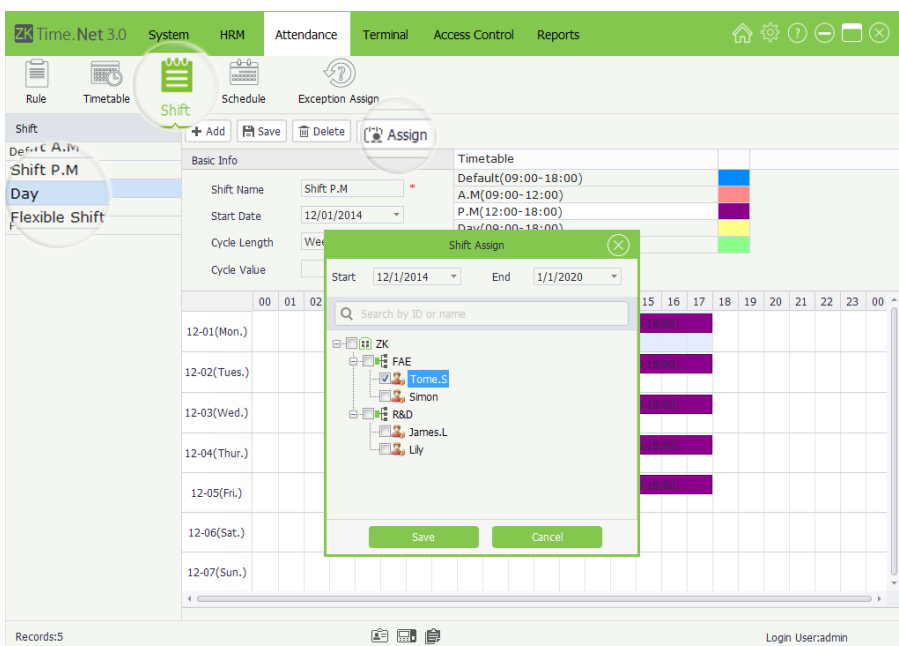 ZK Time.Net 3.0 System HRM Attendance Terminal Access Control Reports
Rule Timetable Shift Schedule Exception Assign
Shift
Add Save Delete Assign
Shift A.M
Shift P.M
Day
Flexible Shift
Basic Info
Shift Name Shift P.M *
Start Date 12/01/2014
Cycle Length
Cycle Value
Timetable
Default(09:00-18:00)
A.M(09:00-12:00)
P.M(12:00-18:00)
Day(09:00-18:00)
Shift Assign
Start 12/1/2014 End 1/1/2020
Search by ID or name
ZK
FAE
Tome.S
Simon
R&D
James.L
Lily
Save Cancel
00 01 02 15 16 17 18 19 20 21 22 23 00
12-01(Mon.)
12-02(Tues.)
12-03(Wed.)
12-04(Thur.)
12-05(Fri.)
12-06(Sat.)
12-07(Sun.)
Records:5 Login User:admin